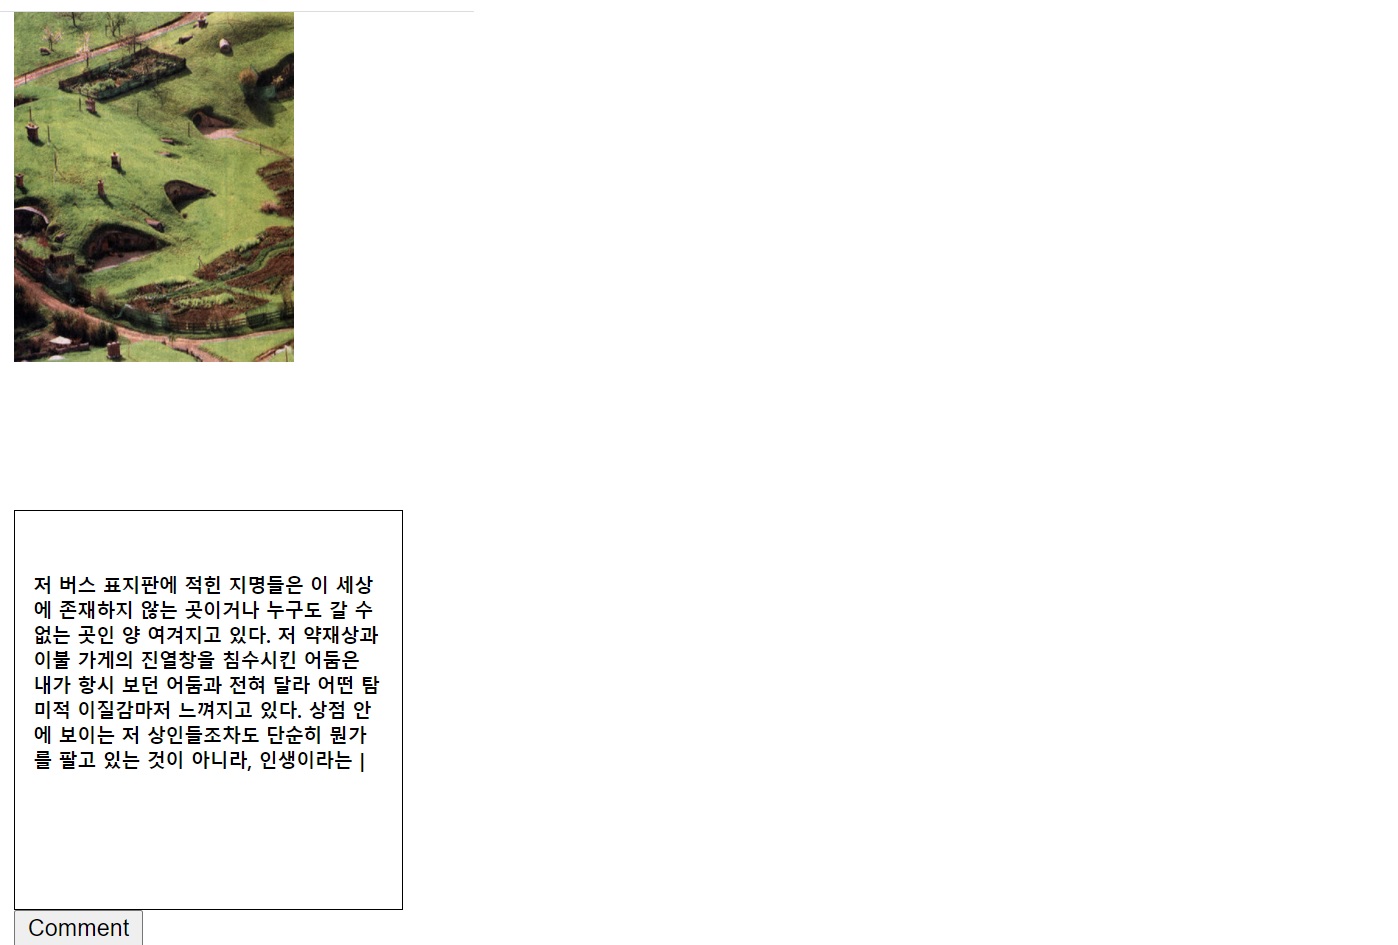 저 버스 표지판에 적힌 지명들은 이 세상
에 존재하지 않는 곳이거나 누구도 갈 수
없는 곳인 양 여겨지고 있다. 저 약재상과
이불 가게의 진열창을 침수시킨 어둠은
내가 항시 보던 어둠과 전혀 달라 어떤 탐
미적 이질감마저 느껴지고 있다. 상점 안
에 보이는 저 상인들조차도 단순히 뭔가
를 팔고 있는 것이 아니라, 인생이라는 |
Comment